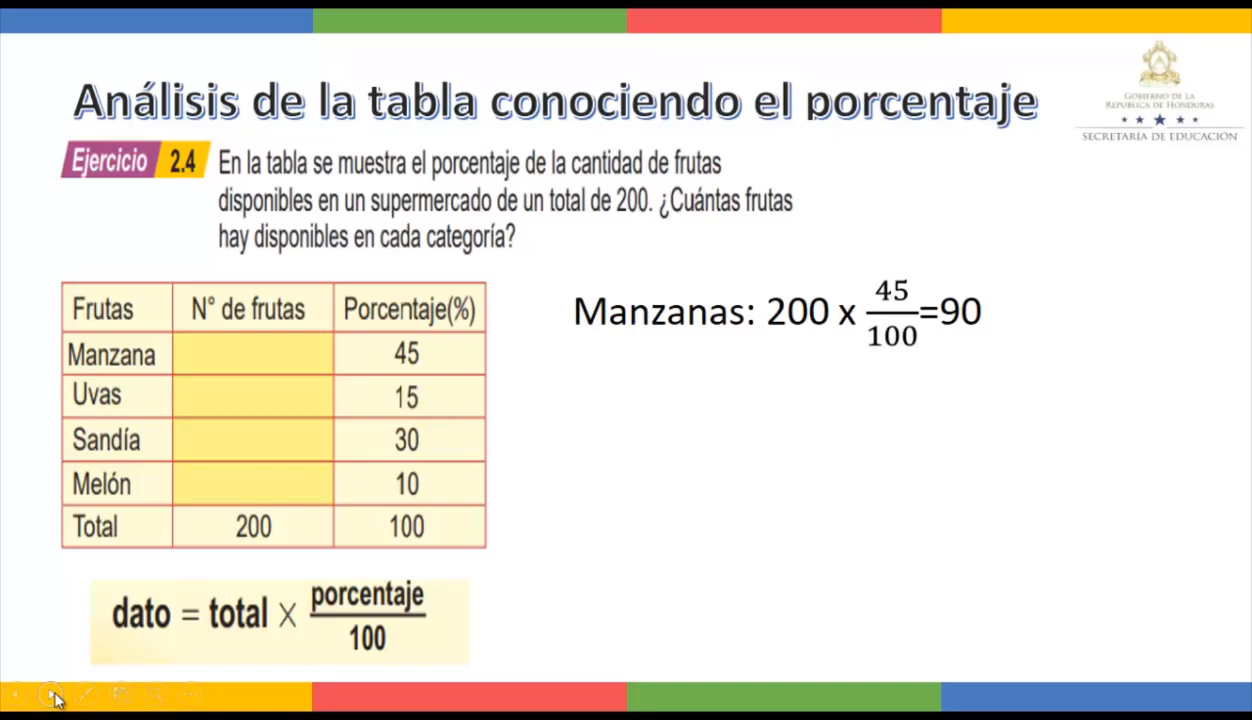 Análisis de la tabla conociendo el porcentaje
GOBIERNO DE LA
REPÚBLICA DE HONDURAS
SECRETARÍA DE EDUCACIÓN
Ejercicio 2.4
En la tabla se muestra el porcentaje de la cantidad de frutas
disponibles en un supermercado de un total de 200. ¿Cuántas frutas
hay disponibles en cada categoría?
Frutas N° de frutas Porcentaje(%)
Manzana 45
Uvas 15
Sandía 30
Melón 10
Total 200 100
Manzanas: 200 x 45/100=90
dato = total × porcentaje/100